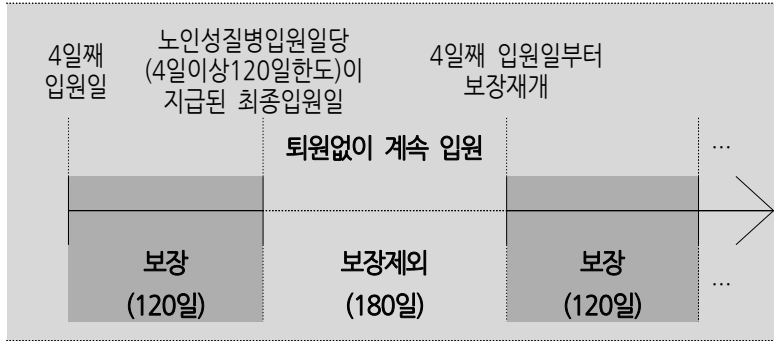 4일째
입원일
노인성질병입원일당
(4일이상120일한도)이
지급된 최종입원일
4일째 입원일부터
보장재개
퇴원없이 계속 입원
...
보장
(120일)
보장제외
(180일)
보장
(120일)
...